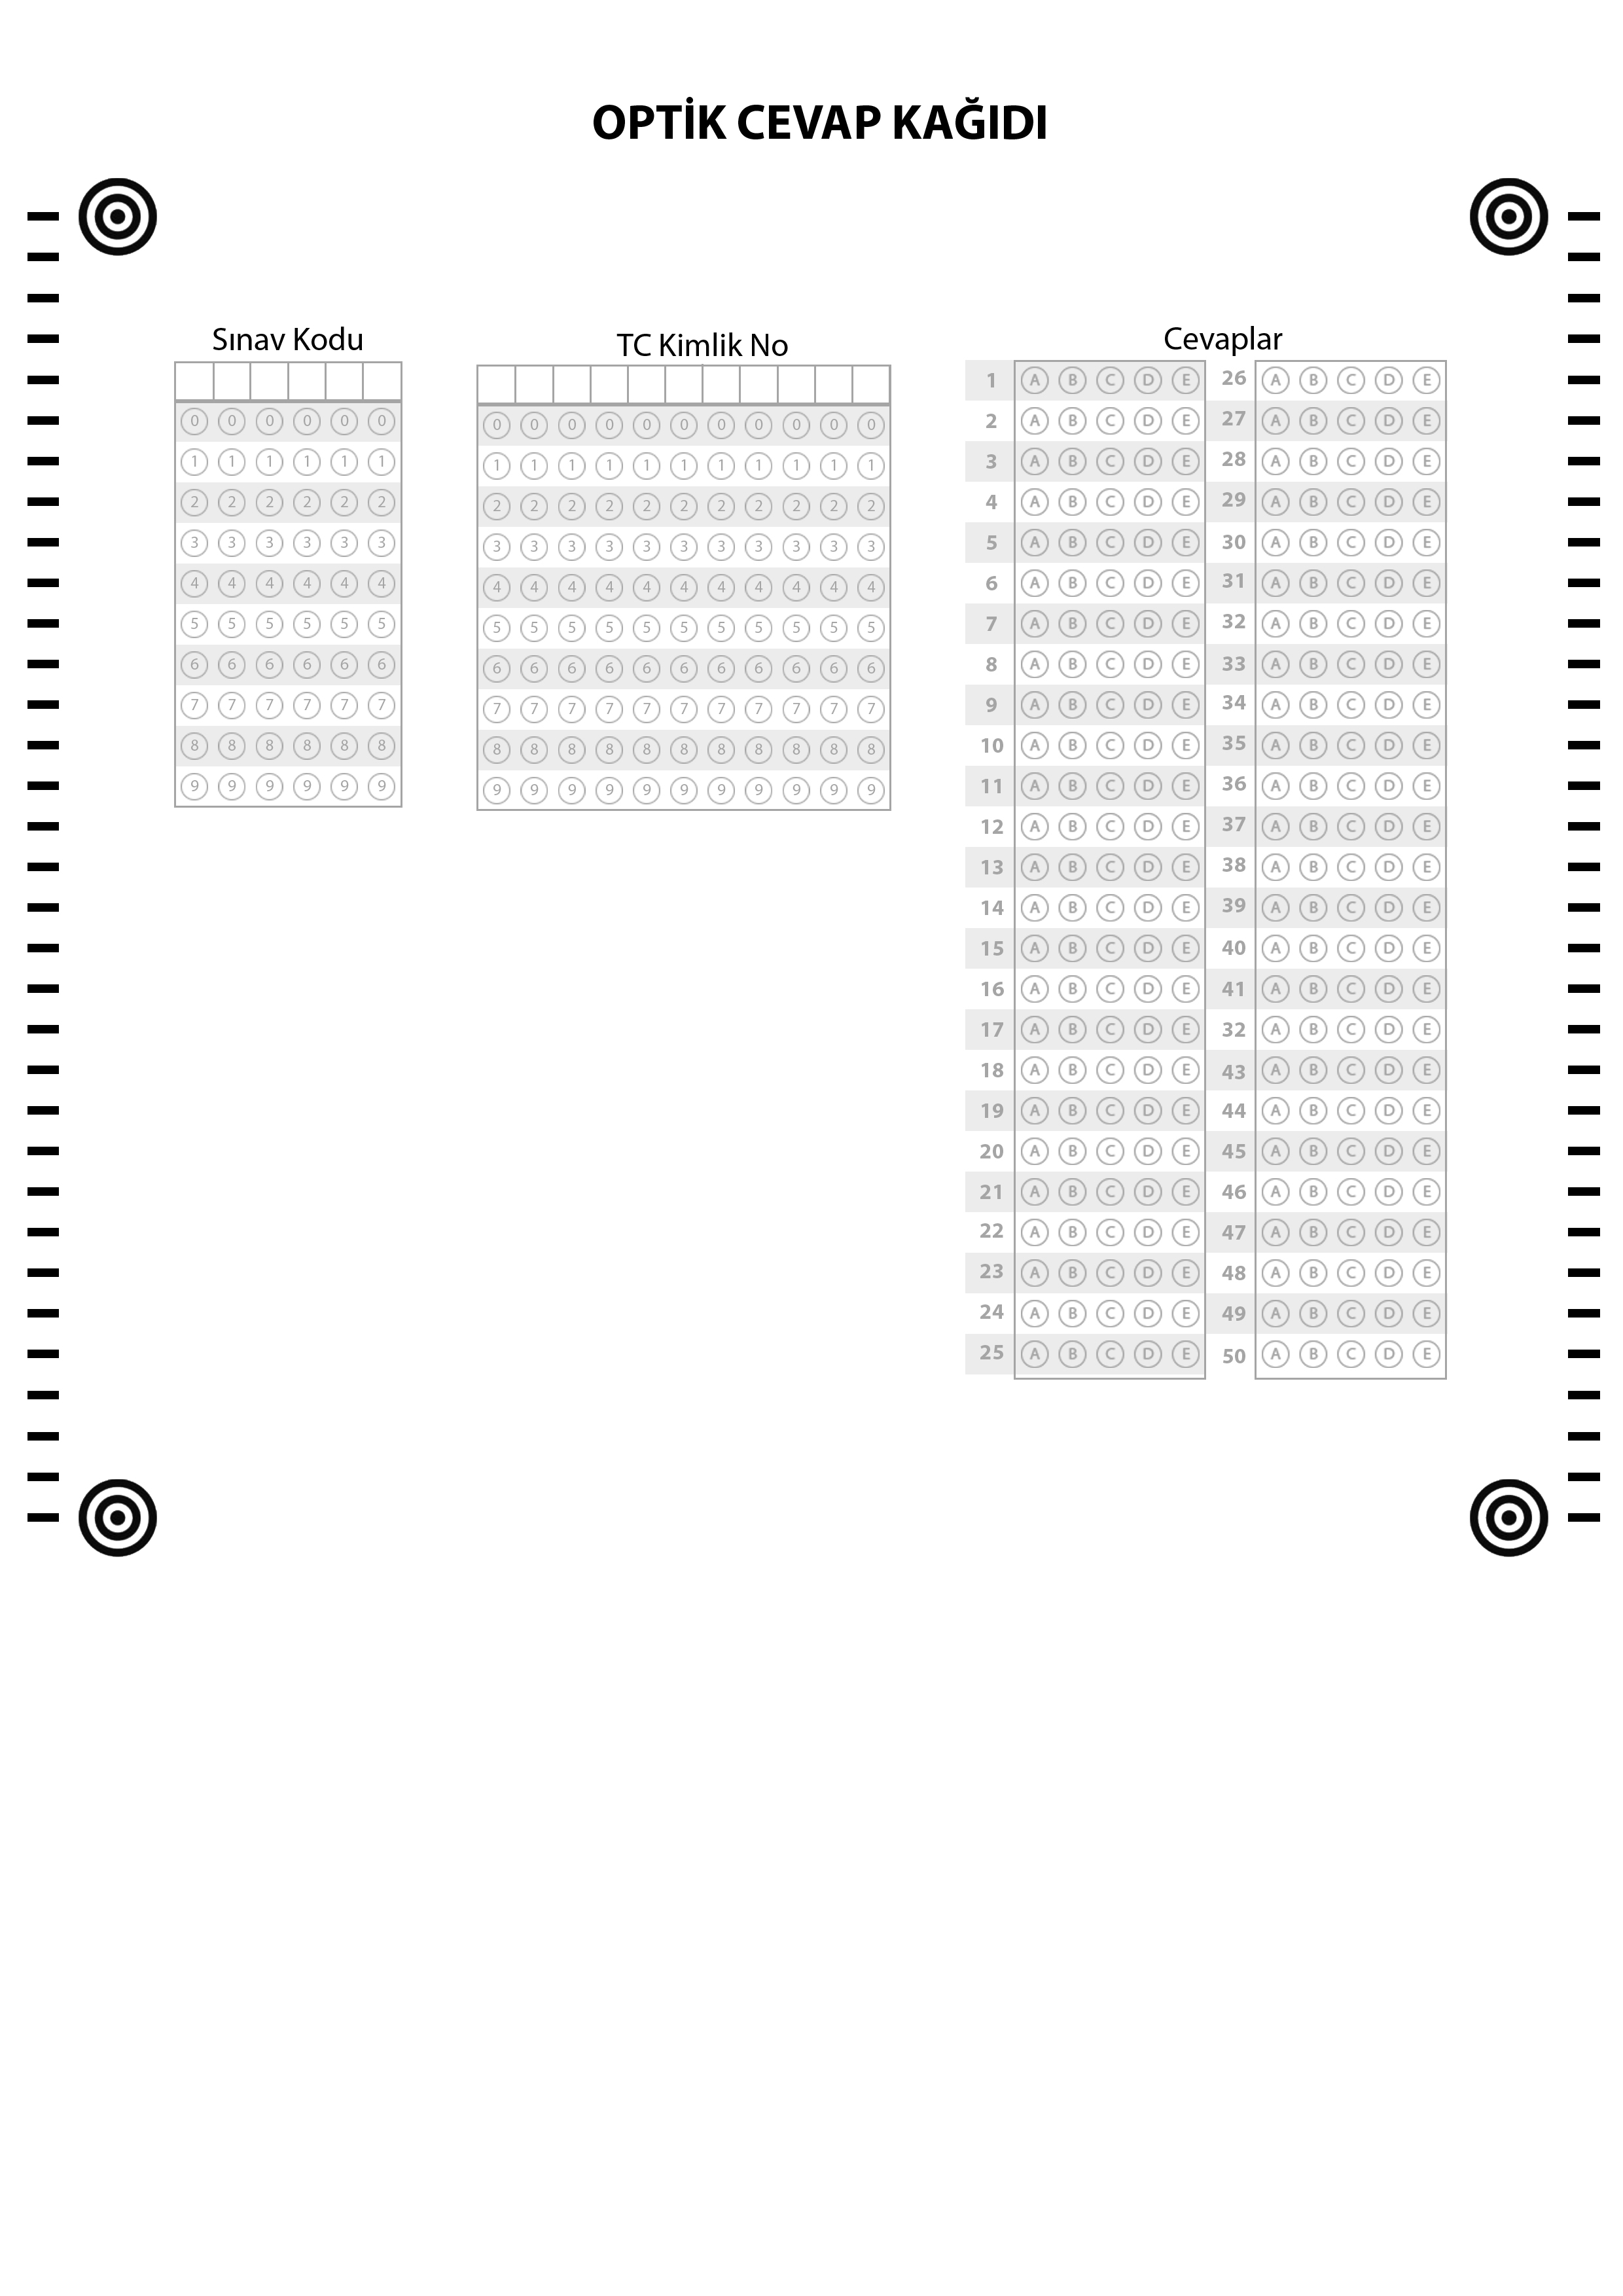 OPTİK CEVAP KAĞIDI
Sınav Kodu
0 0 0 0 0 0
1 1 1 1 1 1
2 2 2 2 2 2
3 3 3 3 3 3
4 4 4 4 4 4
5 5 5 5 5 5
6 6 6 6 6 6
7 7 7 7 7 7
8 8 8 8 8 8
9 9 9 9 9 9
TC Kimlik No
0 0 0 0 0 0 0 0 0 0 0
1 1 1 1 1 1 1 1 1 1 1
2 2 2 2 2 2 2 2 2 2 2
3 3 3 3 3 3 3 3 3 3 3
4 4 4 4 4 4 4 4 4 4 4
5 5 5 5 5 5 5 5 5 5 5
6 6 6 6 6 6 6 6 6 6 6
7 7 7 7 7 7 7 7 7 7 7
8 8 8 8 8 8 8 8 8 8 8
9 9 9 9 9 9 9 9 9 9 9
Cevaplar
1 A B C D E 26 A B C D E
2 A B C D E 27 A B C D E
3 A B C D E 28 A B C D E
4 A B C D E 29 A B C D E
5 A B C D E 30 A B C D E
6 A B C D E 31 A B C D E
7 A B C D E 32 A B C D E
8 A B C D E 33 A B C D E
9 A B C D E 34 A B C D E
10 A B C D E 35 A B C D E
11 A B C D E 36 A B C D E
12 A B C D E 37 A B C D E
13 A B C D E 38 A B C D E
14 A B C D E 39 A B C D E
15 A B C D E 40 A B C D E
16 A B C D E 41 A B C D E
17 A B C D E 32 A B C D E
18 A B C D E 43 A B C D E
19 A B C D E 44 A B C D E
20 A B C D E 45 A B C D E
21 A B C D E 46 A B C D E
22 A B C D E 47 A B C D E
23 A B C D E 48 A B C D E
24 A B C D E 49 A B C D E
25 A B C D E 50 A B C D E